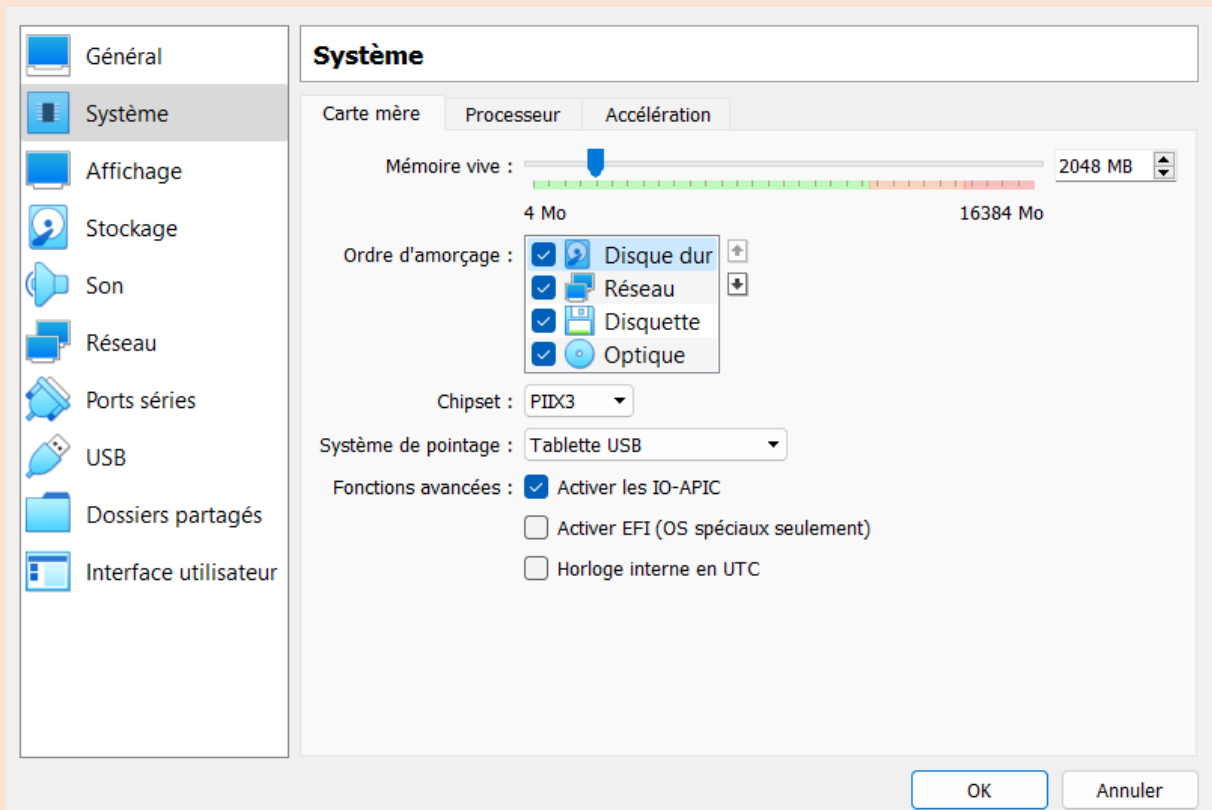 Général
Système
Affichage
Stockage
Son
Réseau
Ports séries
USB
Dossiers partagés
Interface utilisateur
Système
Carte mère Processeur Accélération
Mémoire vive : 2048 MB
4 Mo 16384 Mo
Ordre d'amorçage : Disque dur
Réseau
Disquette
Optique
Chipset : PIIX3
Système de pointage : Tablette USB
Fonctions avancées : Activer les IO-APIC
Activer EFI (OS spéciaux seulement)
Horloge interne en UTC
OK Annuler